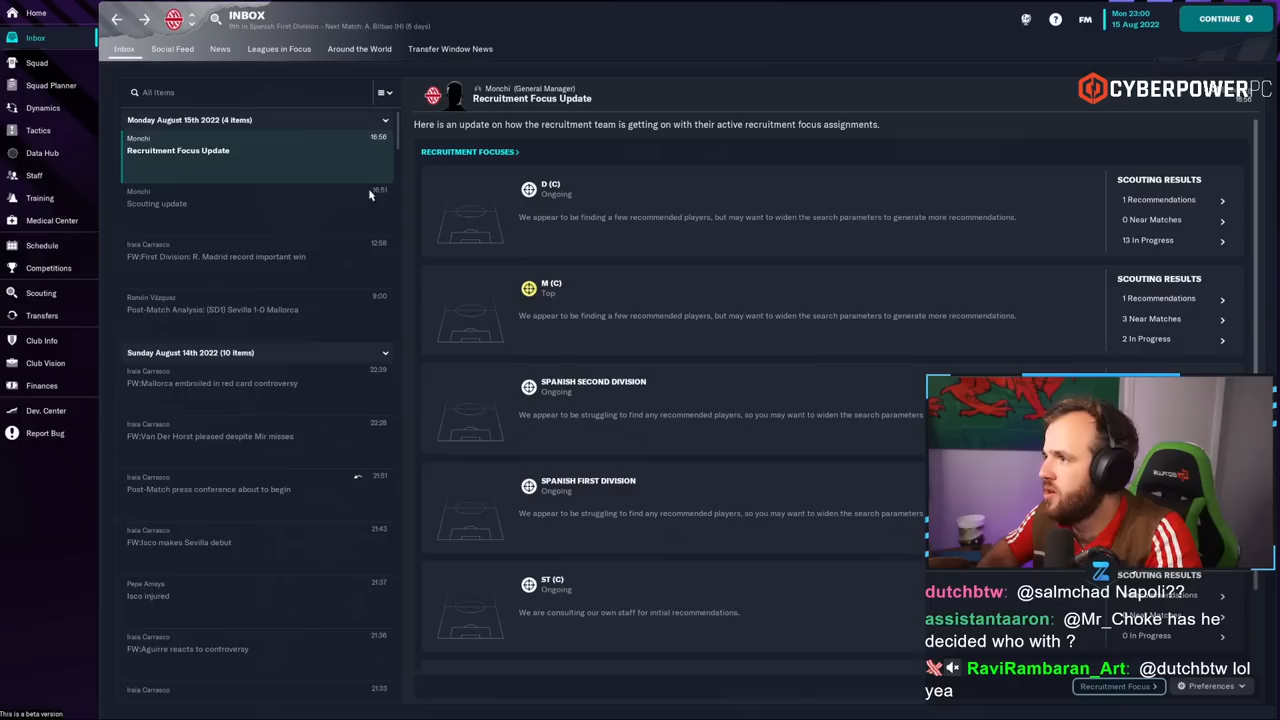 Home
Inbox
Squad
Squad Planner
Dynamics
Tactics
Data Hub
Staff
Training
Medical Center
Schedule
Competitions
Scouting
Transfers
Club Info
Club Vision
Finances
Dev. Center
Report Bug
This is a beta version
INBOX
9th in Spanish First Division - Next Match: A. Bilbao (H) (6 days)
FM
Mon 23:00
15 Aug 2022
CONTINUE
Inbox
Social Feed
News
Leagues in Focus
Around the World
Transfer Window News
CYBERPOWERPC
All Items
Monday August 15th 2022 (4 items)
Monchi 16:56
Recruitment Focus Update
Monchi 16:51
Scouting update
Iraia Carrasco 12:58
FW:First Division: R. Madrid record important win
Ramón Vázquez 9:00
Post-Match Analysis: (SD1) Sevilla 1-0 Mallorca
Sunday August 14th 2022 (10 items)
Iraia Carrasco 22:39
FW:Mallorca embroiled in red card controversy
Iraia Carrasco 22:28
FW:Van Der Horst pleased despite Mir misses
Iraia Carrasco 21:51
Post-Match press conference about to begin
Iraia Carrasco 21:43
FW:Isco makes Sevilla debut
Pepe Amaya 21:37
Isco injured
Iraia Carrasco 21:36
FW:Aguirre reacts to controversy
Iraia Carrasco 21:33
Monchi (General Manager)
Recruitment Focus Update
16:56
Here is an update on how the recruitment team is getting on with their active recruitment focus assignments.
RECRUITMENT FOCUSES >
D (C)
Ongoing
We appear to be finding a few recommended players, but may want to widen the search parameters to generate more recommendations.
SCOUTING RESULTS
1 Recommendations
0 Near Matches
13 In Progress
M (C)
Top
We appear to be finding a few recommended players, but may want to widen the search parameters to generate more recommendations.
SCOUTING RESULTS
1 Recommendations
3 Near Matches
2 In Progress
SPANISH SECOND DIVISION
Ongoing
We appear to be struggling to find any recommended players, so you may want to widen the search parameters
SPANISH FIRST DIVISION
Ongoing
We appear to be struggling to find any recommended players, so you may want to widen the search parameters
ST (C)
Ongoing
We are consulting our own staff for initial recommendations.
SCOUTING RESULTS
0 In Progress
dutchbtw: @salmchad Napoli??
assistantaaron: @Mr_Choke has he
decided who with ?
RaviRambaran_Art: @dutchbtw lol
yea
Recruitment Focus >
Preferences